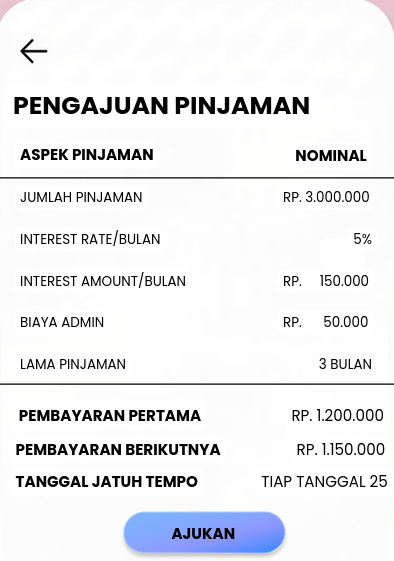 PENGAJUAN PINJAMAN
ASPEK PINJAMAN NOMINAL
JUMLAH PINJAMAN RP. 3.000.000
INTEREST RATE/BULAN 5%
INTEREST AMOUNT/BULAN RP. 150.000
BIAYA ADMIN RP. 50.000
LAMA PINJAMAN 3 BULAN
PEMBAYARAN PERTAMA RP. 1.200.000
PEMBAYARAN BERIKUTNYA RP. 1.150.000
TANGGAL JATUH TEMPO TIAP TANGGAL 25
AJUKAN